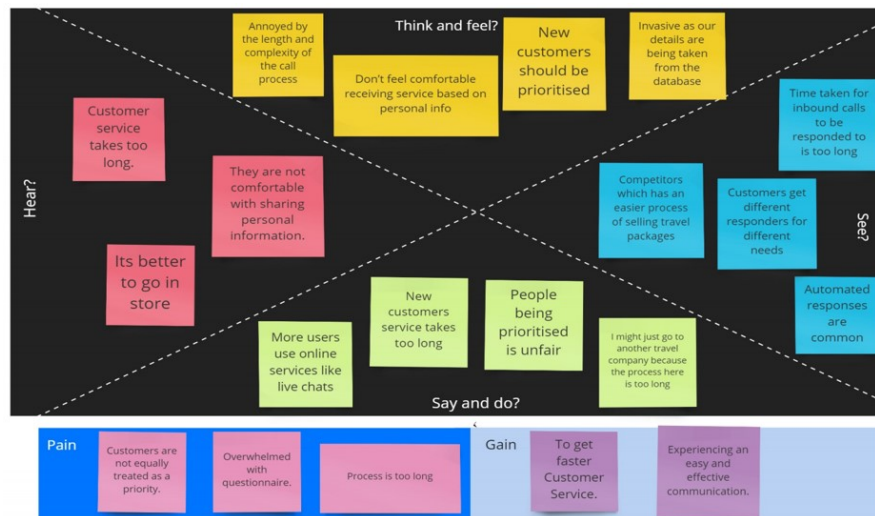 Think and feel?
Annoyed by
the length and
complexity of
the call
process
Don't feel comfortable
receiving service based on
personal info
New
customers
should be
prioritised
Invasive as our
details are
being taken
from the
database
Hear?
Customer
service
takes too
long.
They are not
comfortable
with sharing
personal
information.
Its better
to go in
store
See?
Time taken for
inbound calls
to be
responded to
is too long
Competitors
which has an
easier process
of selling travel
packages
Customers get
different
responders for
different
needs
Automated
responses
are
common
More users
use online
services like
live chats
New
customers
service takes
too long
People
being
prioritised
is unfair
I might just go to
another travel
company because
the process here
is too long
Say and do?
Pain
Customers are
not equally
treated as a
priority.
Overwhelmed
with
questionnaire.
Process is too long
Gain
To get
faster
Customer
Service.
Experiencing an
easy and
effective
communication.